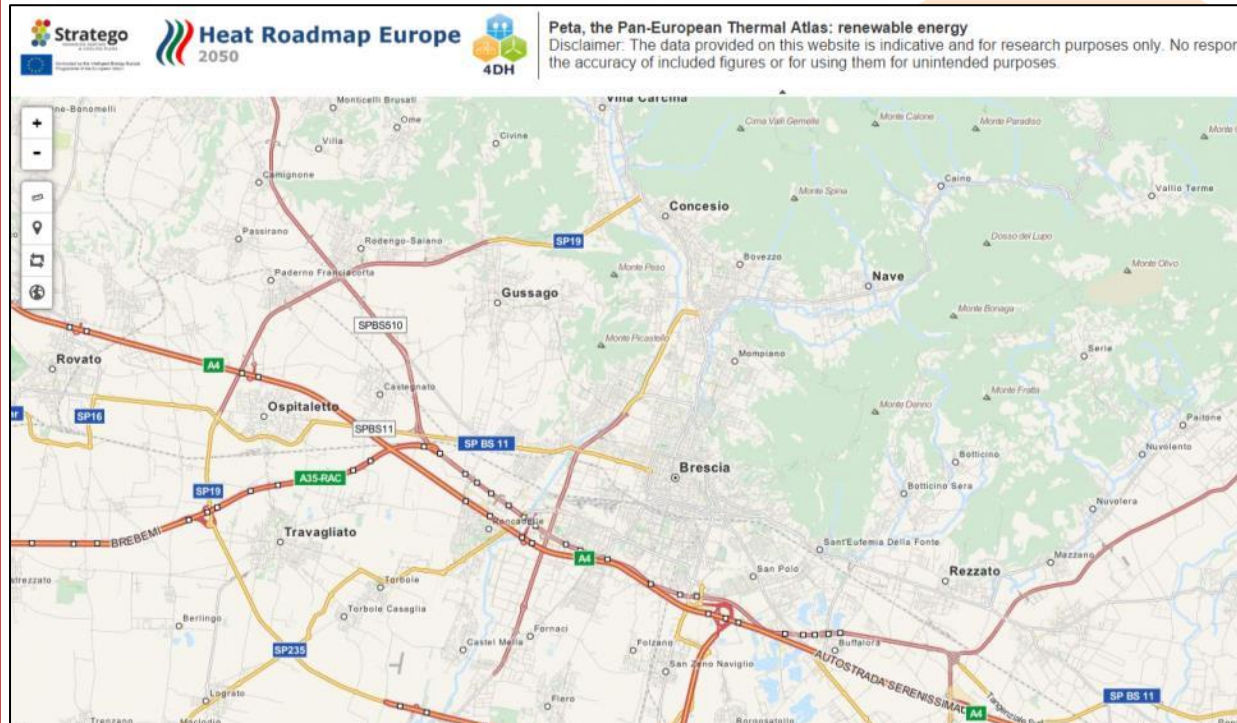 Stratego
Heat Roadmap Europe
2050
4DH
Peta, the Pan-European Thermal Atlas: renewable energy
Disclaimer: The data provided on this website is indicative and for research purposes only. No respor
the accuracy of included figures or for using them for unintended purposes.
+
-
ne-Bonomelli
Monticelli Brusati
Ome
Villa
Civine
Villa Carcina
Cima Valli Gemelle
Monte Calone
Monte Paradiso
Camignone
Monte Spina
Caino
Vallio Terme
Concesio
Passirano
Rodengo-Saiano
SP19
Dosso del Lupo
Bovezzo
Monte Peso
Monte Olivo
Paderno Franciacorta
Nave
Gussago
SPBS510
Monte Bonaga
Monte Picastello
Rovato
A4
Mompiano
Serle
Castegnato
Monte Fratta
Ospitaletto
SP16
SPBS11
Monte Denno
Paitone
SP BS 11
Nuvolento
Brescia
Botticino
A35-RAC
SP19
Botticino Sera
Nuvolera
BREBEMI
Travagliato
Roncadelle
A4
Sant'Eufemia Della Fonte
Mazzano
San Polo
Rezzato
Torbole
Torbole Casaglia
Berlingo
Fornaci
Castel Mella
Folzano
Buffalora
SP235
San Zeno Naviglio
AUTOSTRADA SERENISSIMA
Lograto
Flero
SP BS 11
A4
Trenzano
Maclodio
Borgosatollo